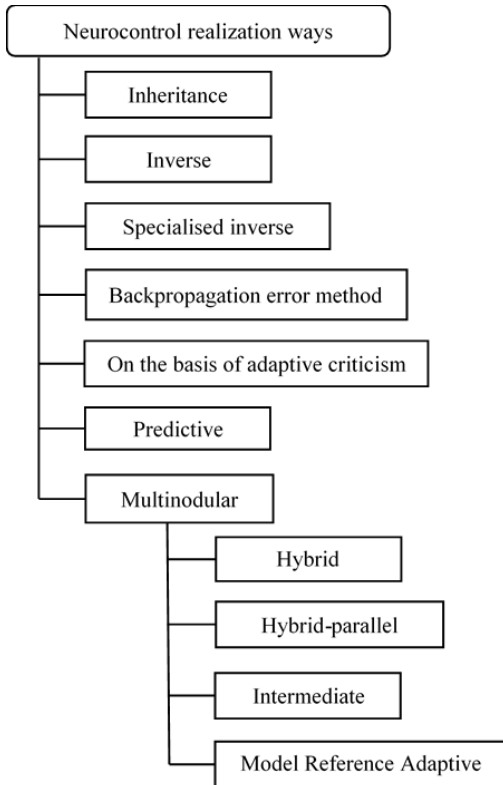 Neurocontrol realization ways
Inheritance
Inverse
Specialised inverse
Backpropagation error method
On the basis of adaptive criticism
Predictive
Multinodular
Hybrid
Hybrid-parallel
Intermediate
Model Reference Adaptive